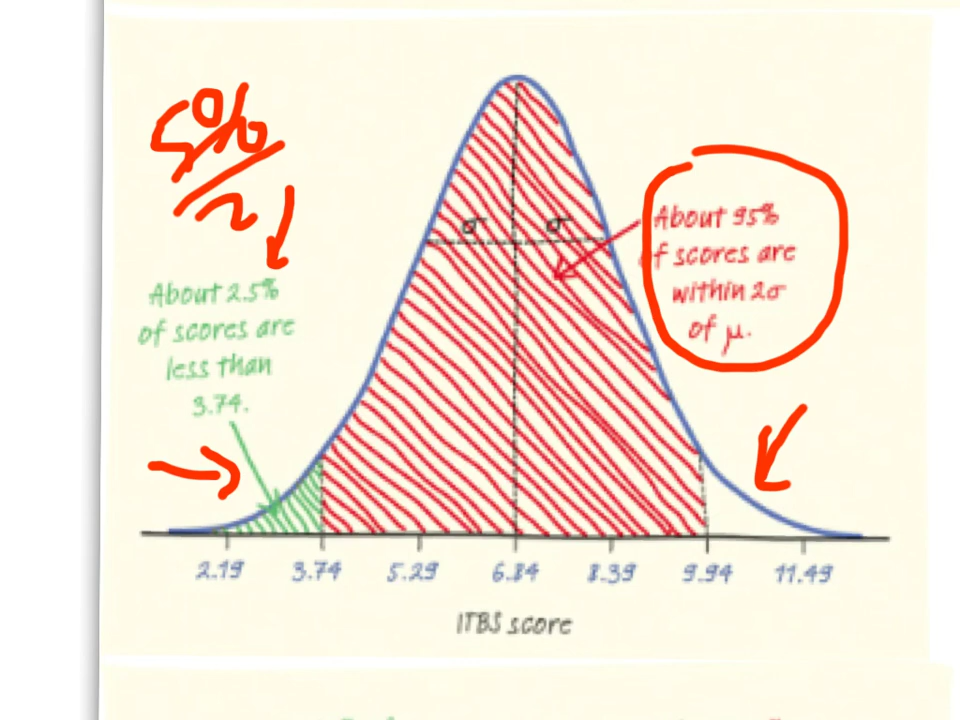 5%
2
About 2.5%
of scores are
less than
3.74.
σ
σ
About 95%
f scores are
within 2σ
of μ.
2.19 3.74 5.29 6.84 8.39 9.94 11.49
ITBS score